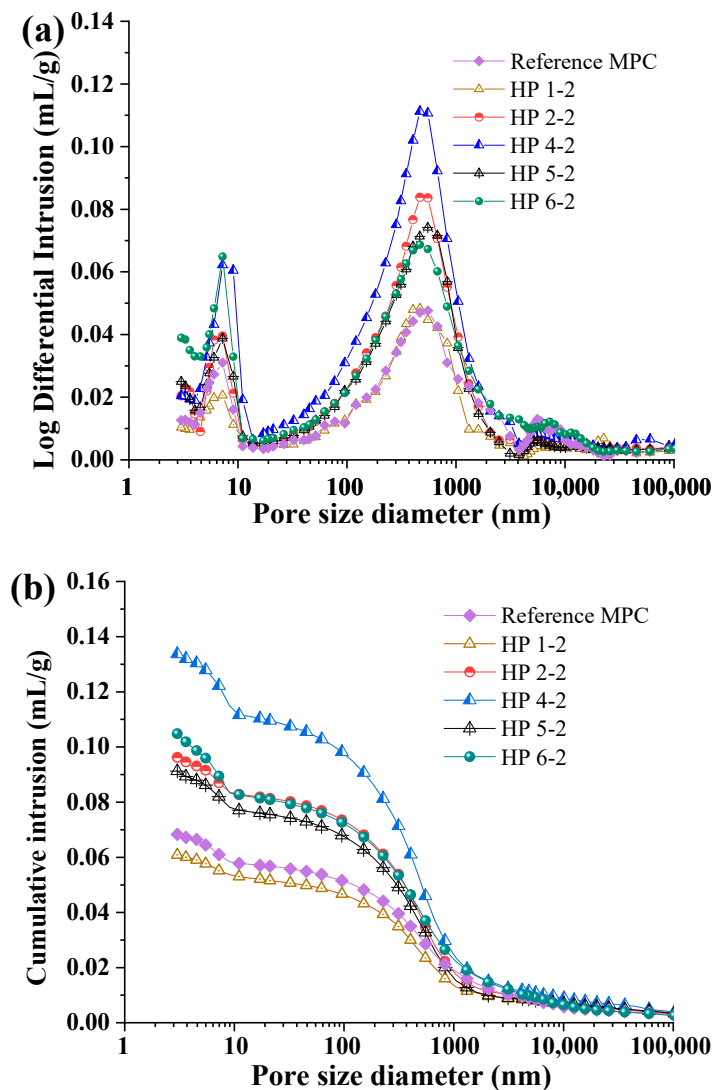 (a)
0.14
0.12
0.10
0.08
0.06
0.04
0.02
0.00
Log Differential Intrusion (mL/g)
Reference MPC
HP 1-2
HP 2-2
HP 4-2
HP 5-2
HP 6-2
1 10 100 1000 10,000 100,000
Pore size diameter (nm)
(b)
0.16
0.14
0.12
0.10
0.08
0.06
0.04
0.02
0.00
Cumulative intrusion (mL/g)
Reference MPC
HP 1-2
HP 2-2
HP 4-2
HP 5-2
HP 6-2
1 10 100 1000 10,000 100,000
Pore size diameter (nm)